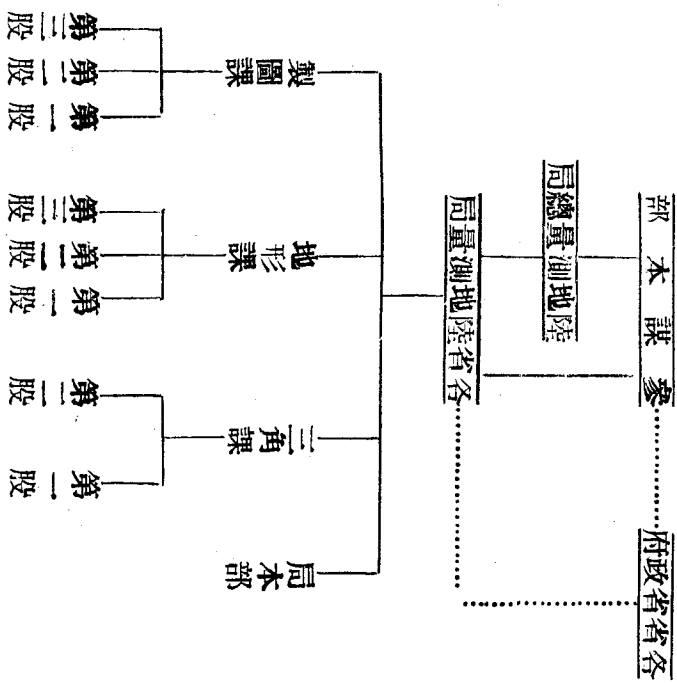 參謀本部
各省省政府
陸地測量總局
各省陸地測量局
局本部
三角課
地形課
製圖課
第一股
第二股
第一股
第二股
第三股
第一股
第二股
第三股